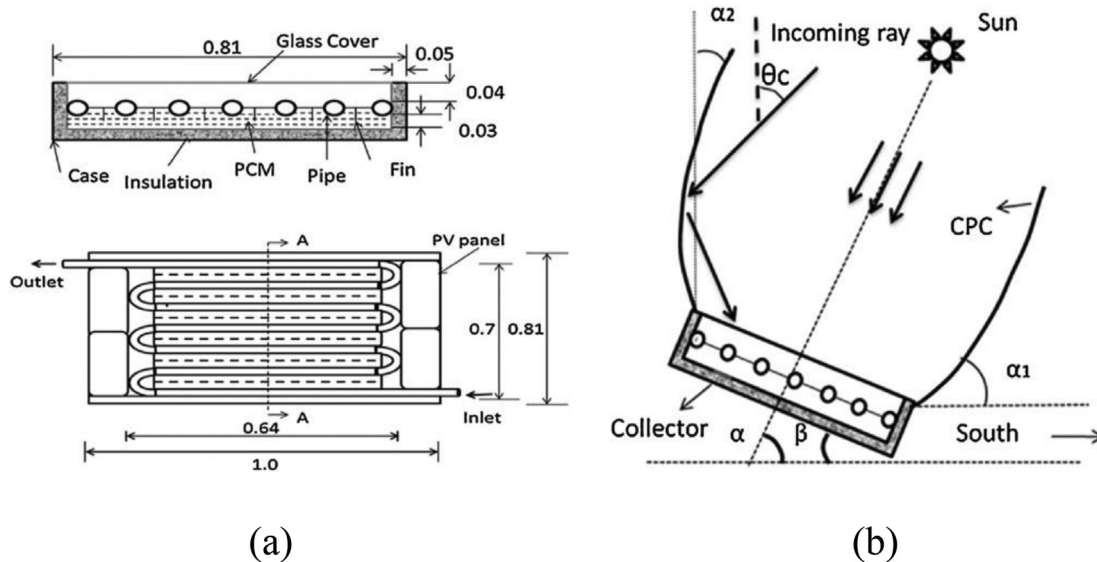 Glass Cover
0.81
0.05
0.04
0.03
Case
Insulation
PCM
Pipe
Fin
A
PV panel
Outlet
0.7
0.81
A
Inlet
0.64
1.0
(a)
α2
Incoming ray
Sun
θc
CPC
α1
Collector
α
β
South
(b)